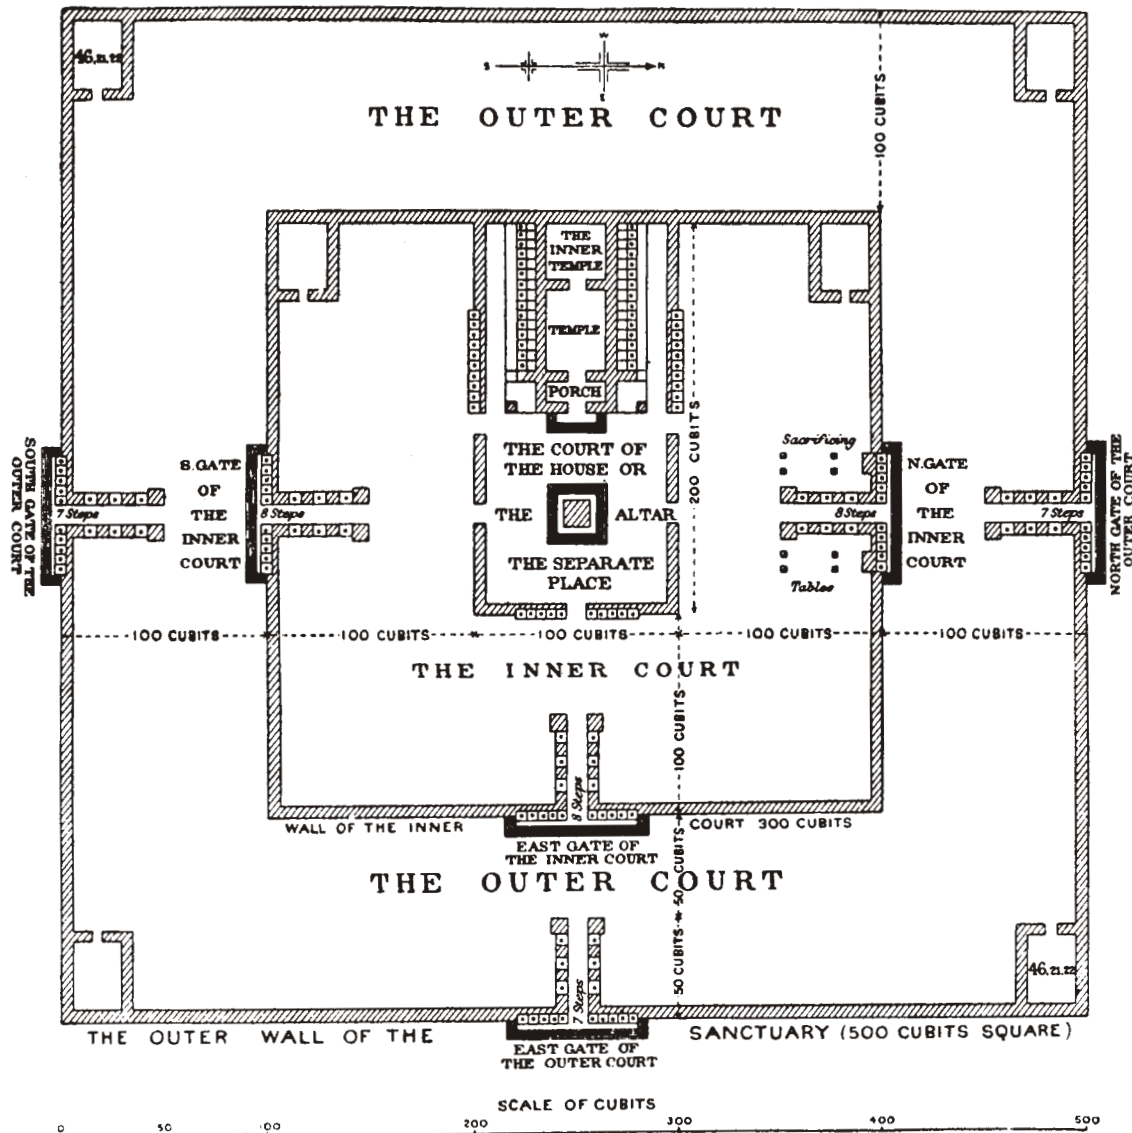 46.21.22
W
S N
E
THE OUTER COURT
100 CUBITS
THE
INNER
TEMPLE
TEMPLE
PORCH
200 CUBITS
SOUTH GATE OF THE
OUTER COURT
S.GATE
OF
THE
INNER
COURT
7 Steps
8 Steps
THE COURT OF
THE HOUSE OR
THE ALTAR
THE SEPARATE
PLACE
Sacrificing
8 Steps
Tables
N.GATE
OF
THE
INNER
COURT
7 Steps
NORTH GATE OF THE
OUTER COURT
100 CUBITS 100 CUBITS 100 CUBITS 100 CUBITS 100 CUBITS
THE INNER COURT
100 CUBITS
8 Steps
WALL OF THE INNER COURT 300 CUBITS
EAST GATE OF
THE INNER COURT
THE OUTER COURT
50 CUBITS 50 CUBITS
46.21.22
7 Steps
THE OUTER WALL OF THE SANCTUARY (500 CUBITS SQUARE)
EAST GATE OF
THE OUTER COURT
SCALE OF CUBITS
0 50 100 200 300 400 500